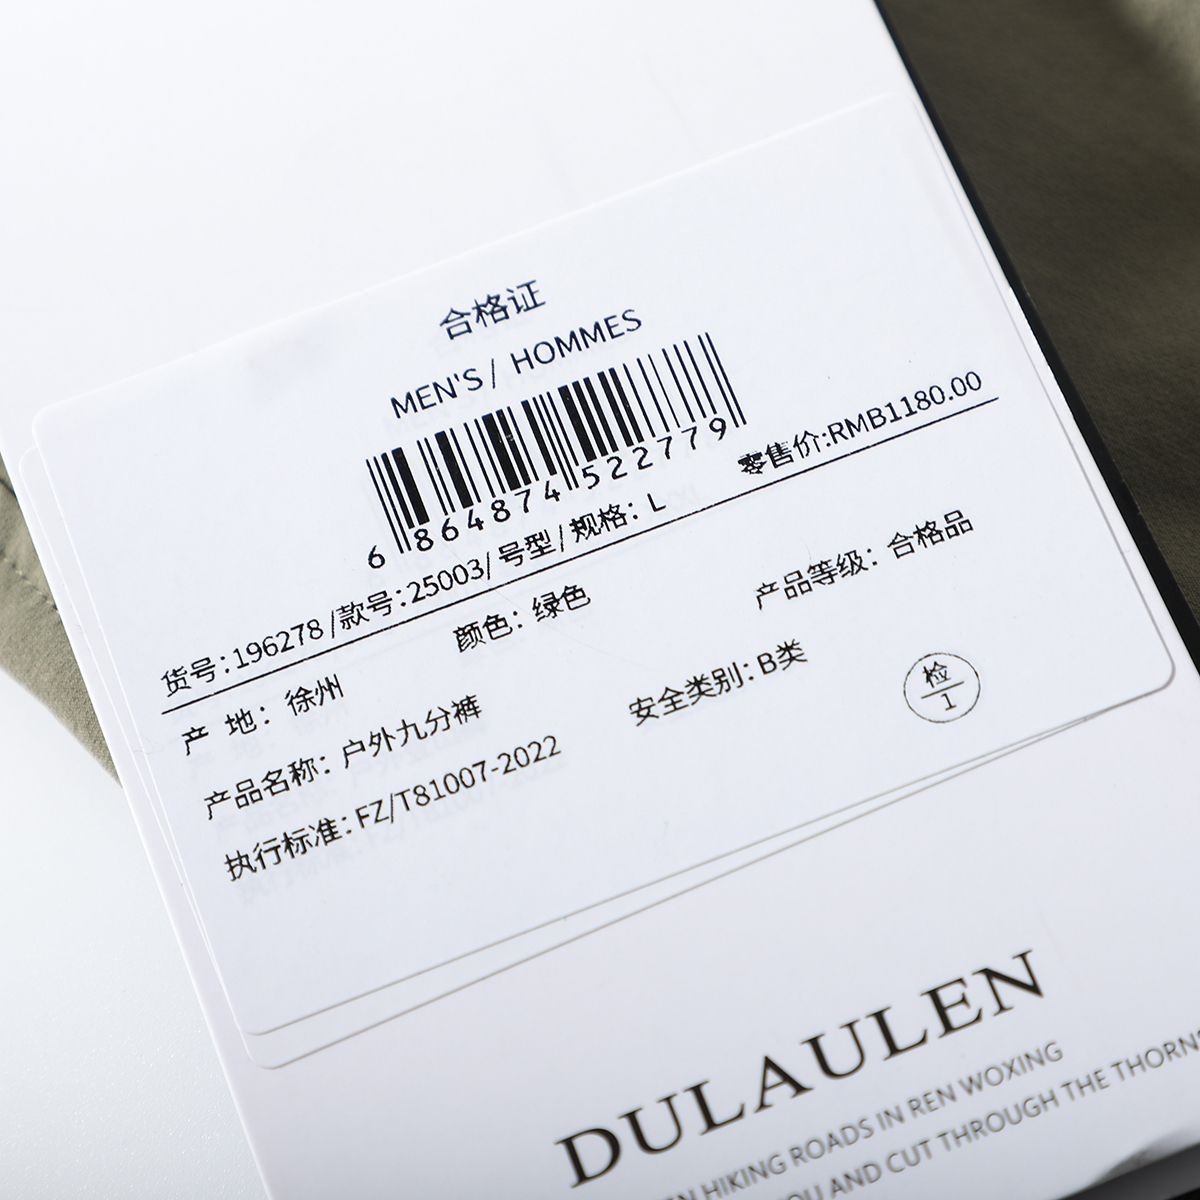 合格证
MEN'S / HOMMES
6 864874 522779
零售价:RMB1180.00
货号:196278 /款号:25003/ 号型/规格: L
产 地: 徐州 颜色: 绿色 产品等级: 合格品
产品名称: 户外九分裤 安全类别: B类
执行标准: FZ/T81007-2022
检
1
DULAULEN
HIKING ROADS IN REN WOXING
YOU AND CUT THROUGH THE THORNS